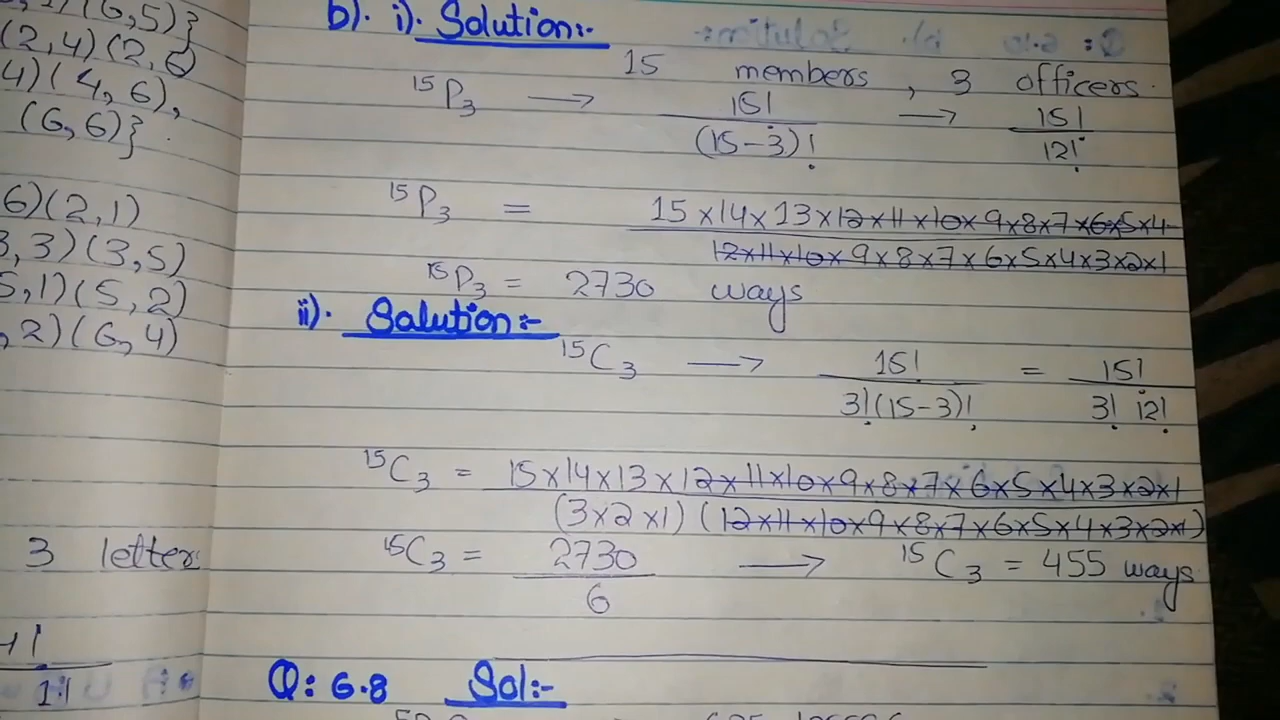 (6,5)}
(2,4)(2,6)
4)(4,6),
(6,6)}.
6)(2,1)
3,3)(3,5)
5,1)(5,2)
,2)(6,4)
3 letter
1!
b). i). Solution:-
15 members, 3 officers.
¹⁵P₃ → 15! / (15-3)! → 15! / 12!
¹⁵P₃ = 15×14×13×12×11×10×9×8×7×6×5×4 / 12×11×10×9×8×7×6×5×4×3×2×1
¹⁵P₃ = 2730 ways
ii). Salution:-
¹⁵C₃ → 15! / 3!(15-3)! = 15! / 3! 12!
¹⁵C₃ = 15×14×13×12×11×10×9×8×7×6×5×4×3×2×1 / (3×2×1)(12×11×10×9×8×7×6×5×4×3×2×1)
¹⁵C₃ = 2730 / 6 → ¹⁵C₃ = 455 ways
Q: 6.8 Sol:-